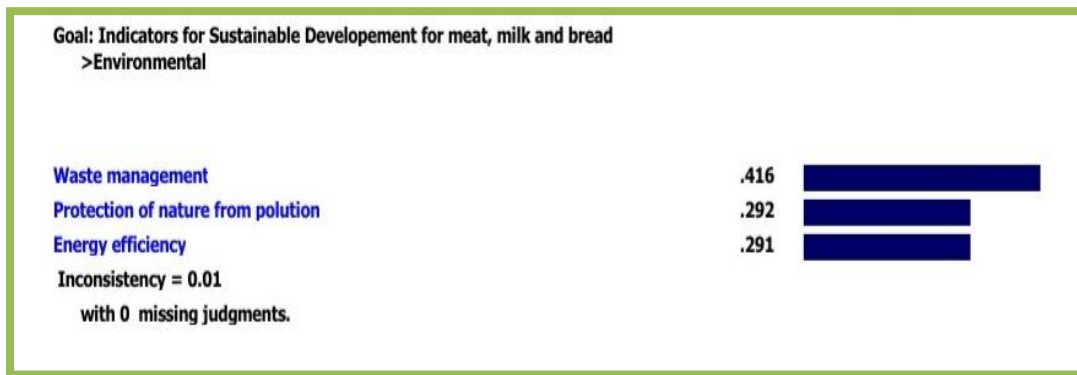 Goal: Indicators for Sustainable Developement for meat, milk and bread
>Environmental
Waste management .416
Protection of nature from polution .292
Energy efficiency .291
Inconsistency = 0.01
with 0 missing judgments.